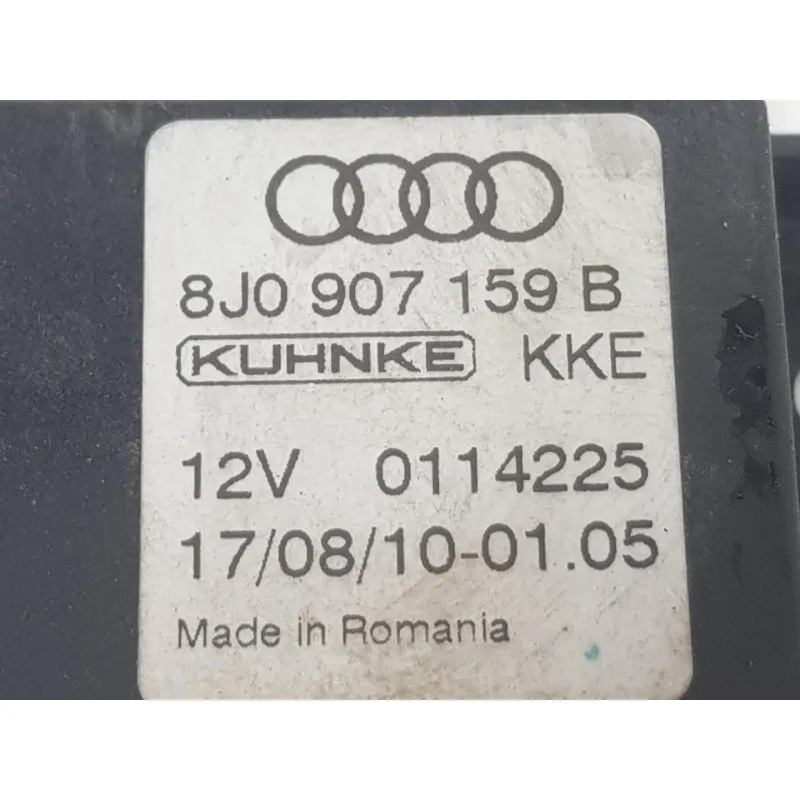 8J0 907 159 B
KUHNKE KKE
12V 0114225
17/08/10-01.05
Made in Romania